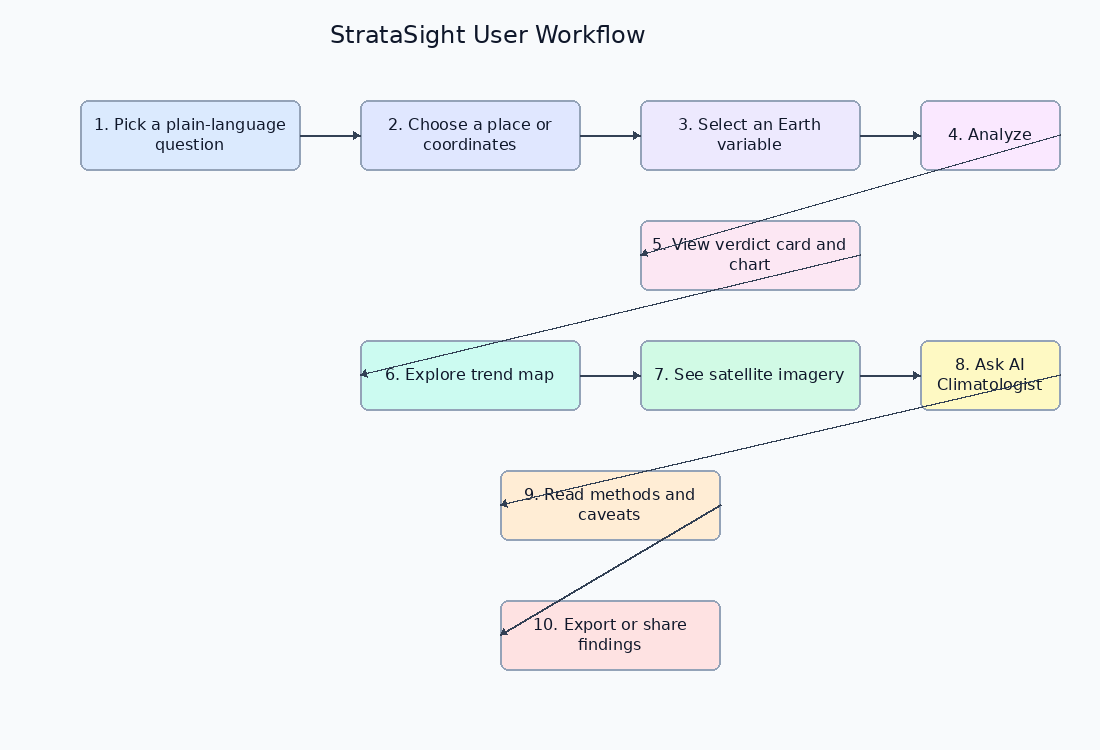 StrataSight User Workflow
1. Pick a plain-language
question
2. Choose a place or
coordinates
3. Select an Earth
variable
4. Analyze
5. View verdict card and
chart
6. Explore trend map
7. See satellite imagery
8. Ask AI
Climatologist
9. Read methods and
caveats
10. Export or share
findings